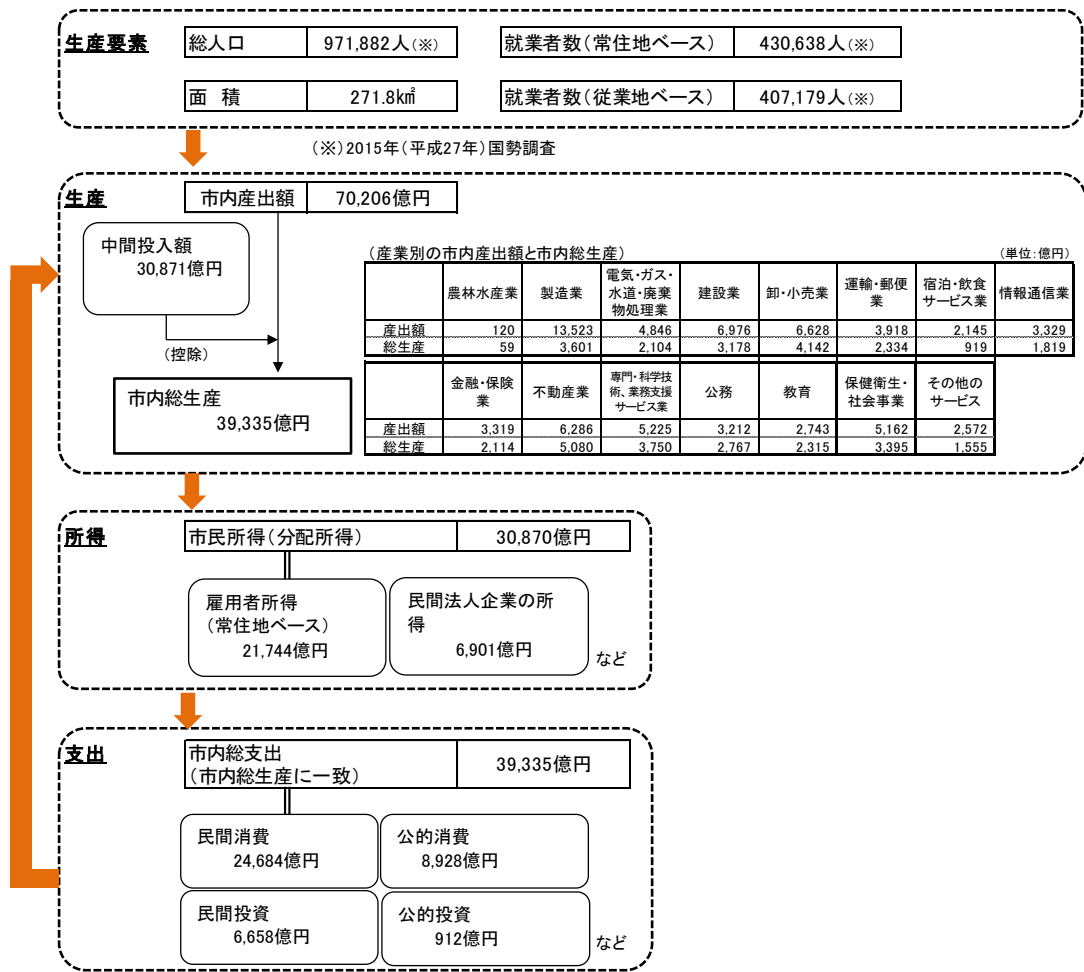 生産要素
総人口 971,882人(※) 就業者数(常住地ベース) 430,638人(※)
面 積 271.8k㎡ 就業者数(従業地ベース) 407,179人(※)
(※)2015年(平成27年)国勢調査
生産
市内産出額 70,206億円
中間投入額
30,871億円
(控除)
市内総生産
39,335億円
(産業別の市内産出額と市内総生産) (単位:億円)
農林水産業 製造業 電気・ガス・水道・廃棄物処理業 建設業 卸・小売業 運輸・郵便業 宿泊・飲食サービス業 情報通信業
産出額 120 13,523 4,846 6,976 6,628 3,918 2,145 3,329
総生産 59 3,601 2,104 3,178 4,142 2,334 919 1,819
金融・保険業 不動産業 専門・科学技術、業務支援サービス業 公務 教育 保健衛生・社会事業 その他のサービス
産出額 3,319 6,286 5,225 3,212 2,743 5,162 2,572
総生産 2,114 5,080 3,750 2,767 2,315 3,395 1,555
所得
市民所得(分配所得) 30,870億円
雇用者所得
(常住地ベース)
21,744億円
民間法人企業の所
得
6,901億円
など
支出
市内総支出
(市内総生産に一致)
39,335億円
民間消費
24,684億円
公的消費
8,928億円
民間投資
6,658億円
公的投資
912億円
など